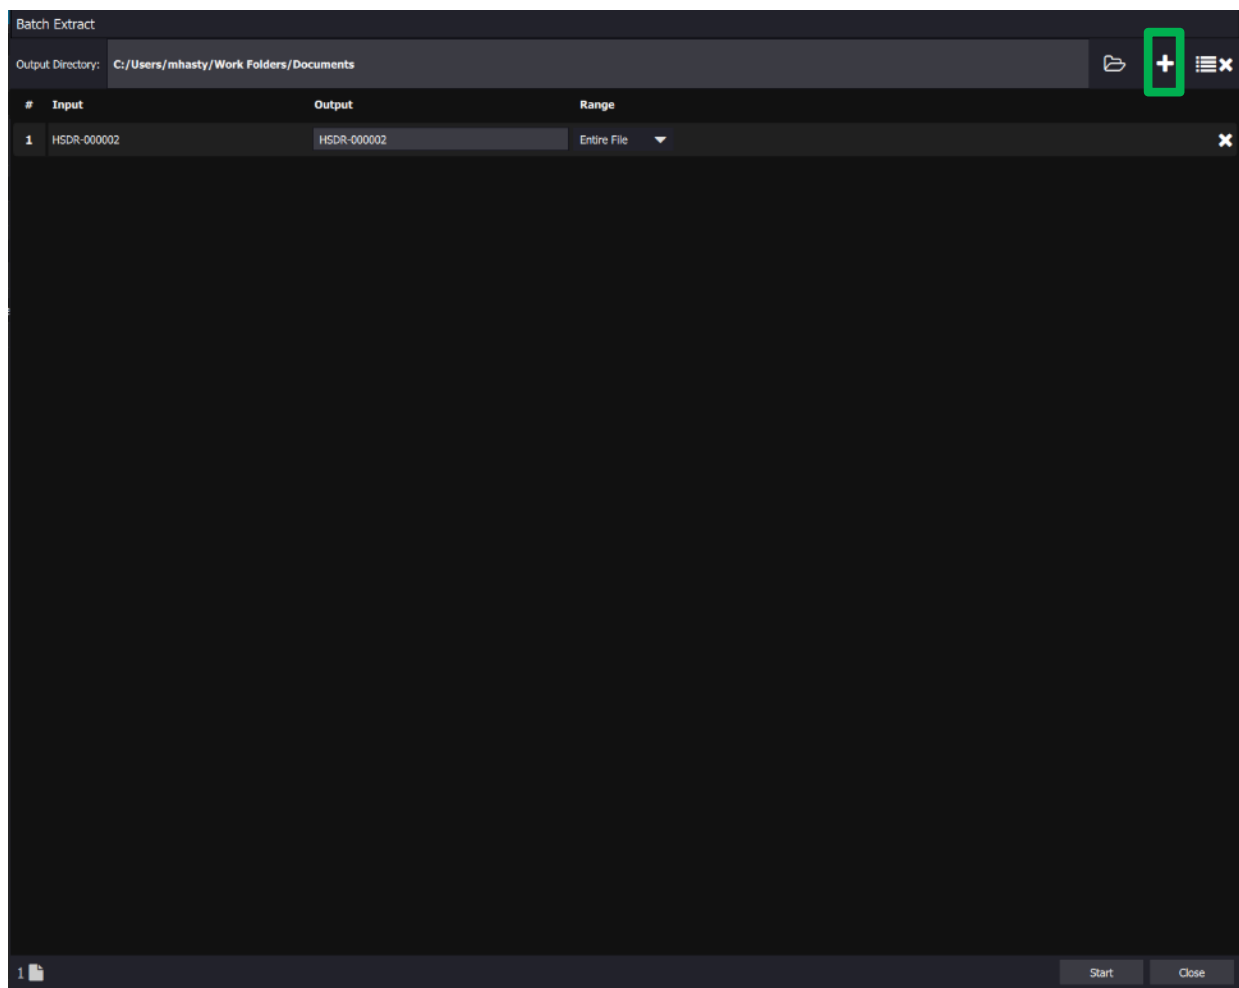 Batch Extract
Output Directory: C:/Users/mhasty/Work Folders/Documents
# Input Output Range
1 HSDR-000002 HSDR-000002 Entire File
1 Start Close